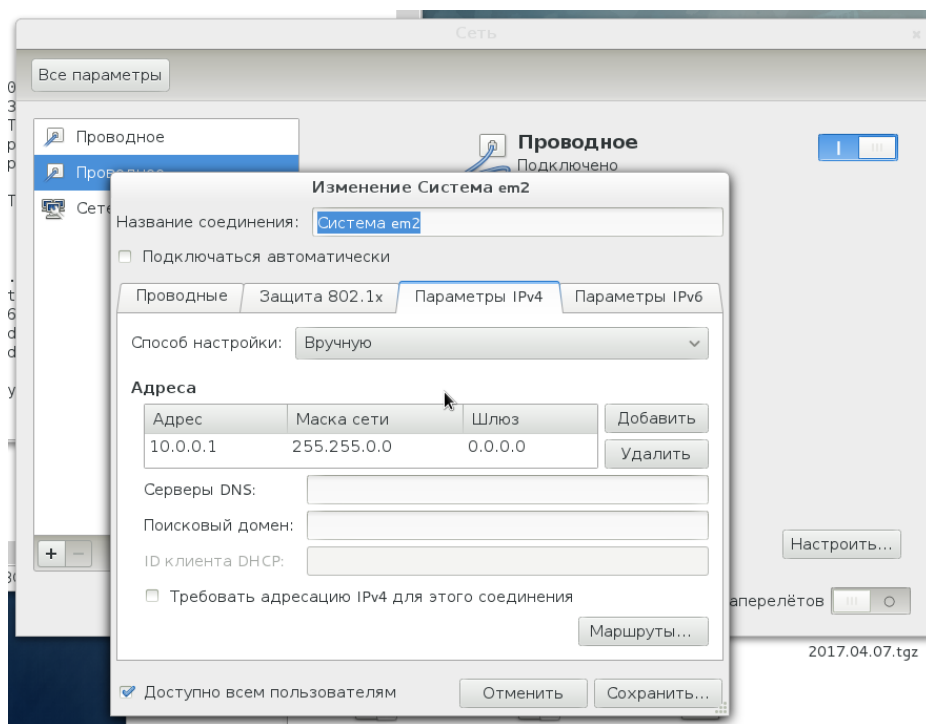 Сеть
Все параметры
Проводное
Проводное
Подключено
Изменение Система em2
Название соединения: Система em2
Подключаться автоматически
Проводные Защита 802.1x Параметры IPv4 Параметры IPv6
Способ настройки: Вручную
Адреса
Адрес Маска сети Шлюз Добавить
10.0.0.1 255.255.0.0 0.0.0.0 Удалить
Серверы DNS:
Поисковый домен:
ID клиента DHCP:
Требовать адресацию IPv4 для этого соединения
Маршруты...
Настроить...
аперелётов
2017.04.07.tgz
Доступно всем пользователям
Отменить Сохранить...